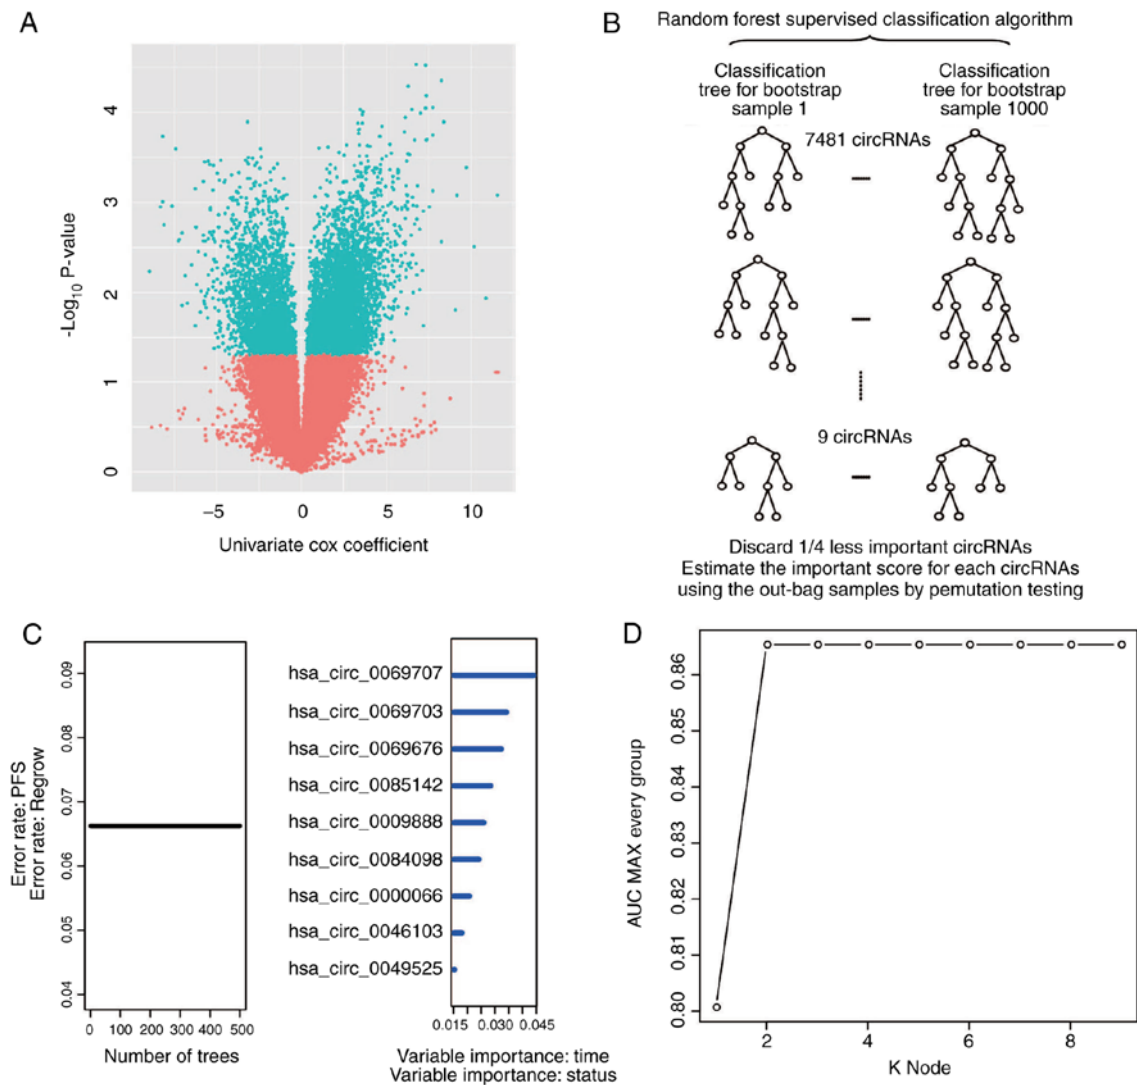 A
-Log10 P-value
4
3
2
1
0
−5
0
5
10
Univariate cox coefficient
B
Random forest supervised classification algorithm
Classification
tree for bootstrap
sample 1
Classification
tree for bootstrap
sample 1000
7481 circRNAs
9 circRNAs
Discard 1/4 less important circRNAs
Estimate the important score for each circRNAs
using the out-bag samples by pemutation testing
C
Error rate: PFS
Error rate: Regrow
0.09
0.08
0.07
0.06
0.05
0.04
0 100 200 300 400 500
Number of trees
hsa_circ_0069707
hsa_circ_0069703
hsa_circ_0069676
hsa_circ_0085142
hsa_circ_0009888
hsa_circ_0084098
hsa_circ_0000066
hsa_circ_0046103
hsa_circ_0049525
0.015 0.030 0.045
Variable importance: time
Variable importance: status
D
AUC MAX every group
0.86
0.85
0.84
0.83
0.82
0.81
0.80
2 4 6 8
K Node